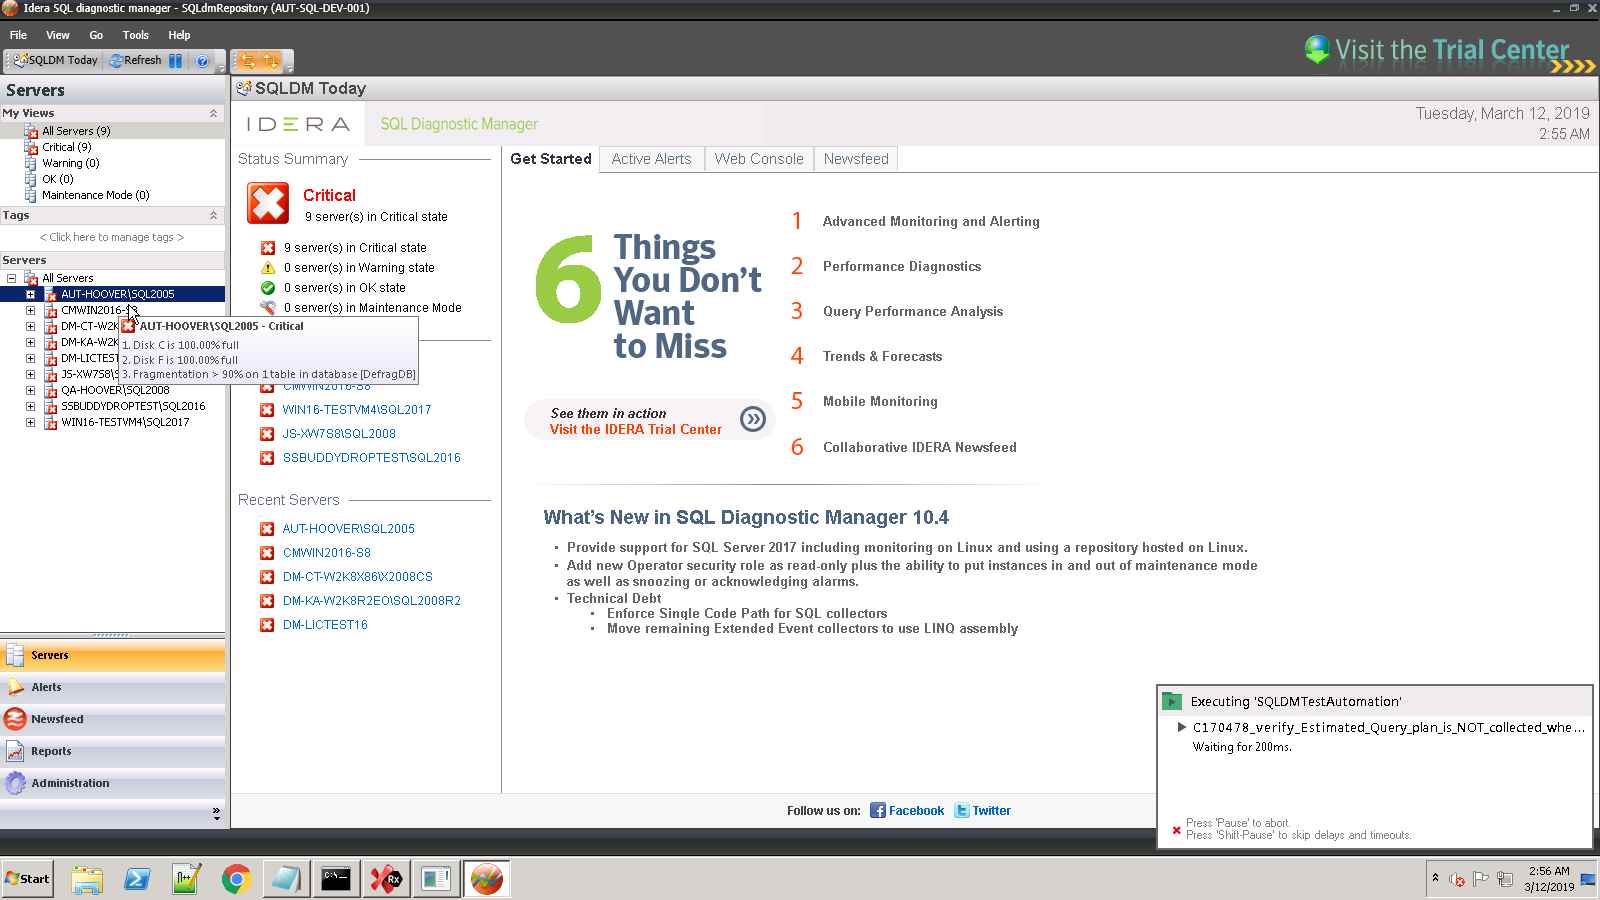 Idera SQL diagnostic manager - SQLdmRepository (AUT-SQL-DEV-001)
File View Go Tools Help
SQLDM Today Refresh
Visit the Trial Center
Servers
My Views
All Servers (9)
Critical (9)
Warning (0)
OK (0)
Maintenance Mode (0)
Tags
< Click here to manage tags >
Servers
All Servers
AUT-HOOVER\SQL2005
CMWIN2016-S8
DM-CT-W2K
DM-KA-W2K
DM-LICTEST
JS-XW7S8\S
QA-HOOVER\SQL2008
SSBUDDYDROPTEST\SQL2016
WIN16-TESTVM4\SQL2017
AUT-HOOVER\SQL2005 - Critical
1. Disk C is 100.00% full
2. Disk F is 100.00% full
3. Fragmentation > 90% on 1 table in database [DefragDB]
Servers
Alerts
Newsfeed
Reports
Administration
SQLDM Today
IDERA SQL Diagnostic Manager
Tuesday, March 12, 2019
2:55 AM
Status Summary
Critical
9 server(s) in Critical state
9 server(s) in Critical state
0 server(s) in Warning state
0 server(s) in OK state
0 server(s) in Maintenance Mode
CMWIN2016-S8
WIN16-TESTVM4\SQL2017
JS-XW7S8\SQL2008
SSBUDDYDROPTEST\SQL2016
Recent Servers
AUT-HOOVER\SQL2005
CMWIN2016-S8
DM-CT-W2K8X86\X2008CS
DM-KA-W2K8R2EO\SQL2008R2
DM-LICTEST16
Get Started Active Alerts Web Console Newsfeed
6 Things
You Don't
Want
to Miss
See them in action
Visit the IDERA Trial Center
1 Advanced Monitoring and Alerting
2 Performance Diagnostics
3 Query Performance Analysis
4 Trends & Forecasts
5 Mobile Monitoring
6 Collaborative IDERA Newsfeed
What's New in SQL Diagnostic Manager 10.4
• Provide support for SQL Server 2017 including monitoring on Linux and using a repository hosted on Linux.
• Add new Operator security role as read-only plus the ability to put instances in and out of maintenance mode
as well as snoozing or acknowledging alarms.
• Technical Debt
• Enforce Single Code Path for SQL collectors
• Move remaining Extended Event collectors to use LINQ assembly
Follow us on: Facebook Twitter
Executing 'SQLDMTestAutomation'
C170478_verify_Estimated_Query_plan_is_NOT_collected_whe...
Waiting for 200ms.
Press 'Pause' to abort.
Press 'Shift-Pause' to skip delays and timeouts.
Start
2:56 AM
3/12/2019